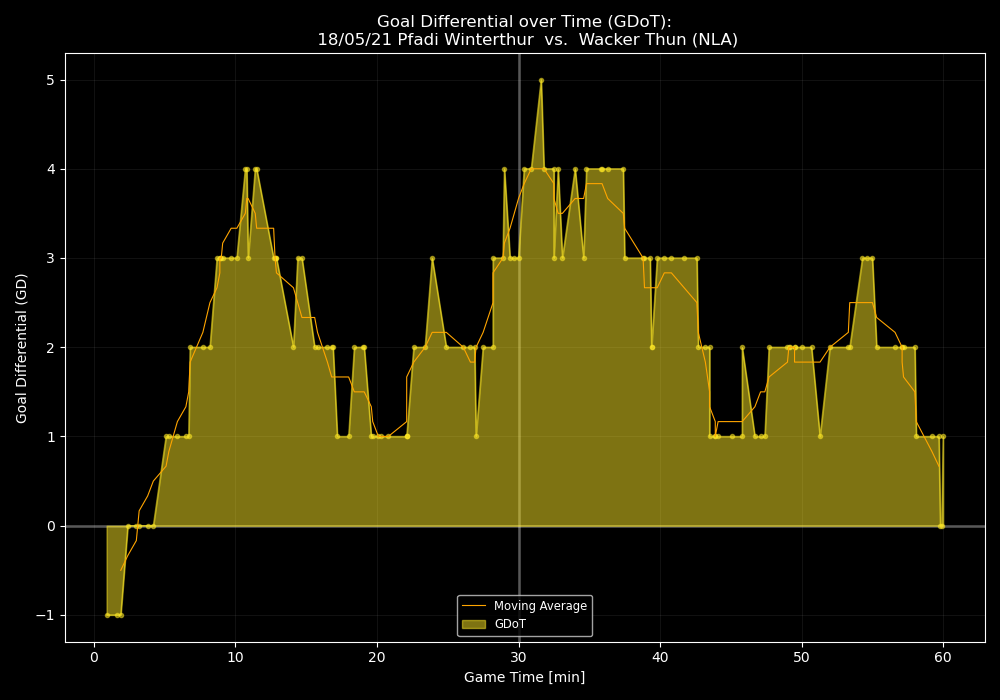 Goal Differential over Time (GDoT):
18/05/21 Pfadi Winterthur  vs.  Wacker Thun (NLA)
Goal Differential (GD)
5
4
3
2
1
0
−1
Moving Average
GDoT
0 10 20 30 40 50 60
Game Time [min]